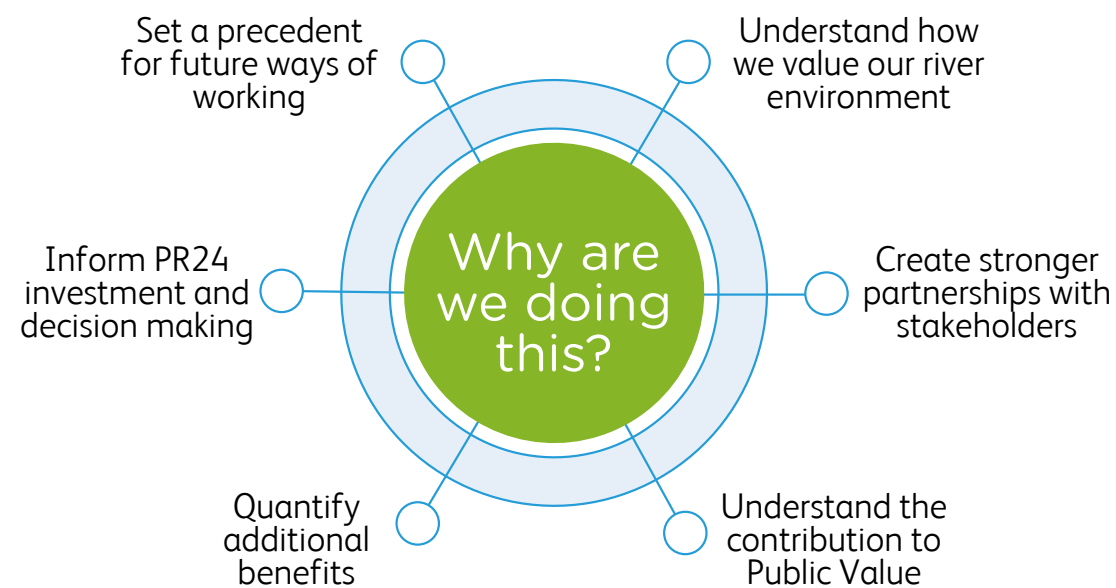 Set a precedent
for future ways of
working
Understand how
we value our river
environment
Inform PR24
investment and
decision making
Why are
we doing
this?
Create stronger
partnerships with
stakeholders
Quantify
additional
benefits
Understand the
contribution to
Public Value